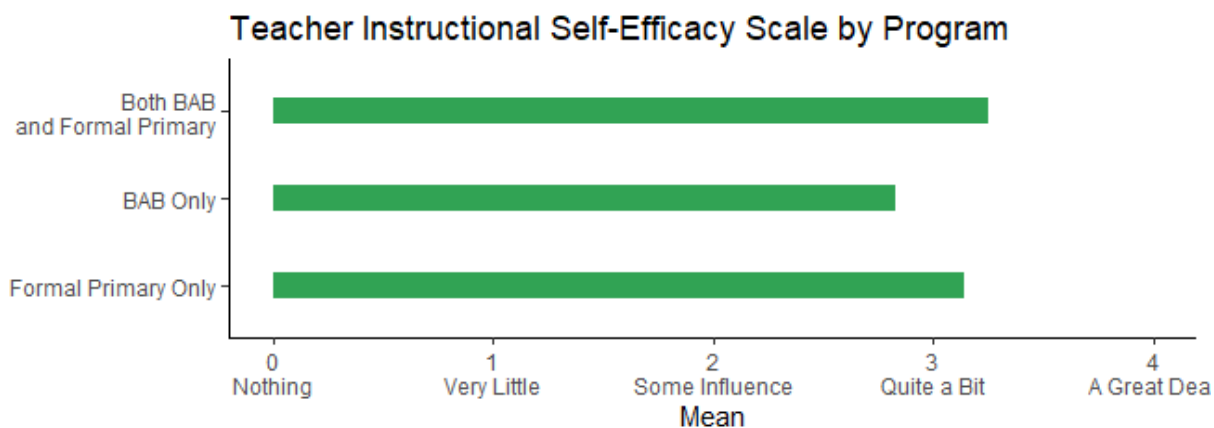 Teacher Instructional Self-Efficacy Scale by Program
Both BAB
and Formal Primary
BAB Only
Formal Primary Only
0 1 2 3 4
Nothing Very Little Some Influence Quite a Bit A Great Dea
Mean